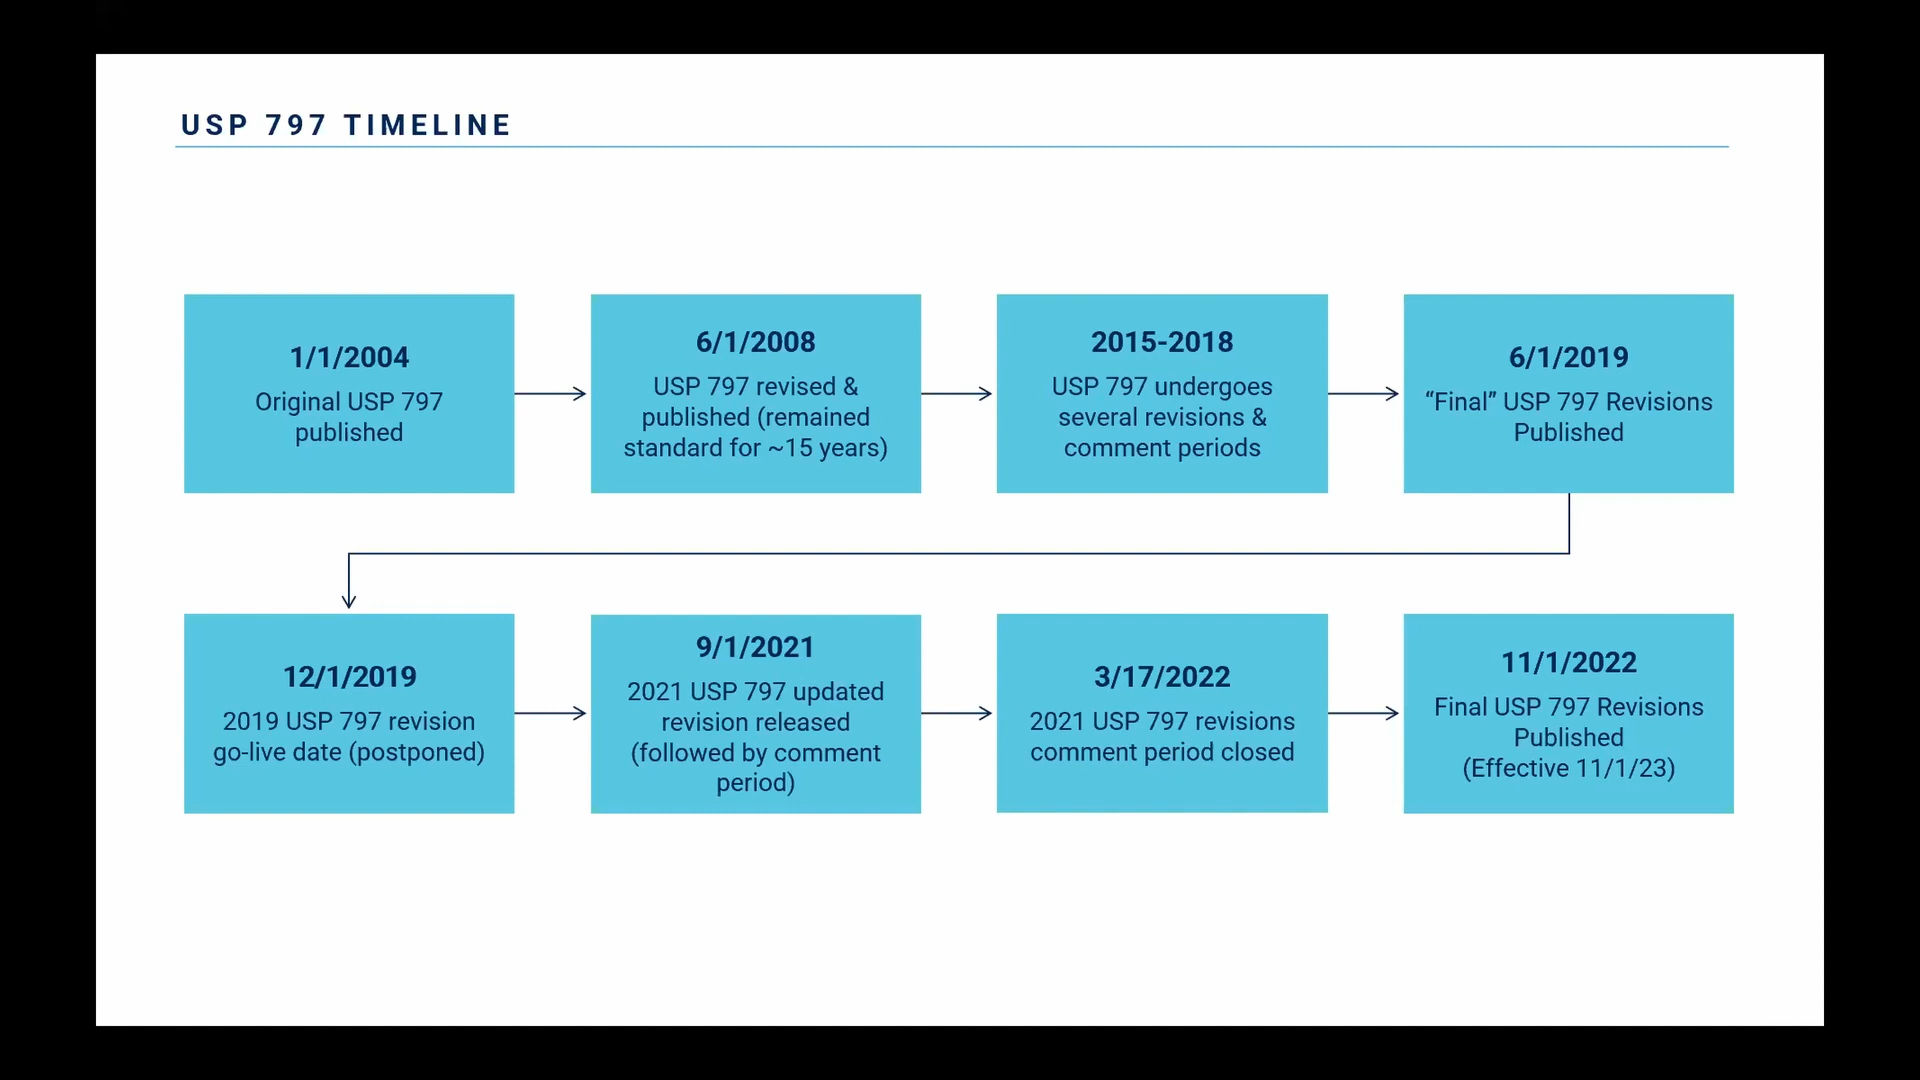 USP 797 TIMELINE
1/1/2004
Original USP 797
published
6/1/2008
USP 797 revised &
published (remained
standard for ~15 years)
2015-2018
USP 797 undergoes
several revisions &
comment periods
6/1/2019
“Final” USP 797 Revisions
Published
12/1/2019
2019 USP 797 revision
go-live date (postponed)
9/1/2021
2021 USP 797 updated
revision released
(followed by comment
period)
3/17/2022
2021 USP 797 revisions
comment period closed
11/1/2022
Final USP 797 Revisions
Published
(Effective 11/1/23)